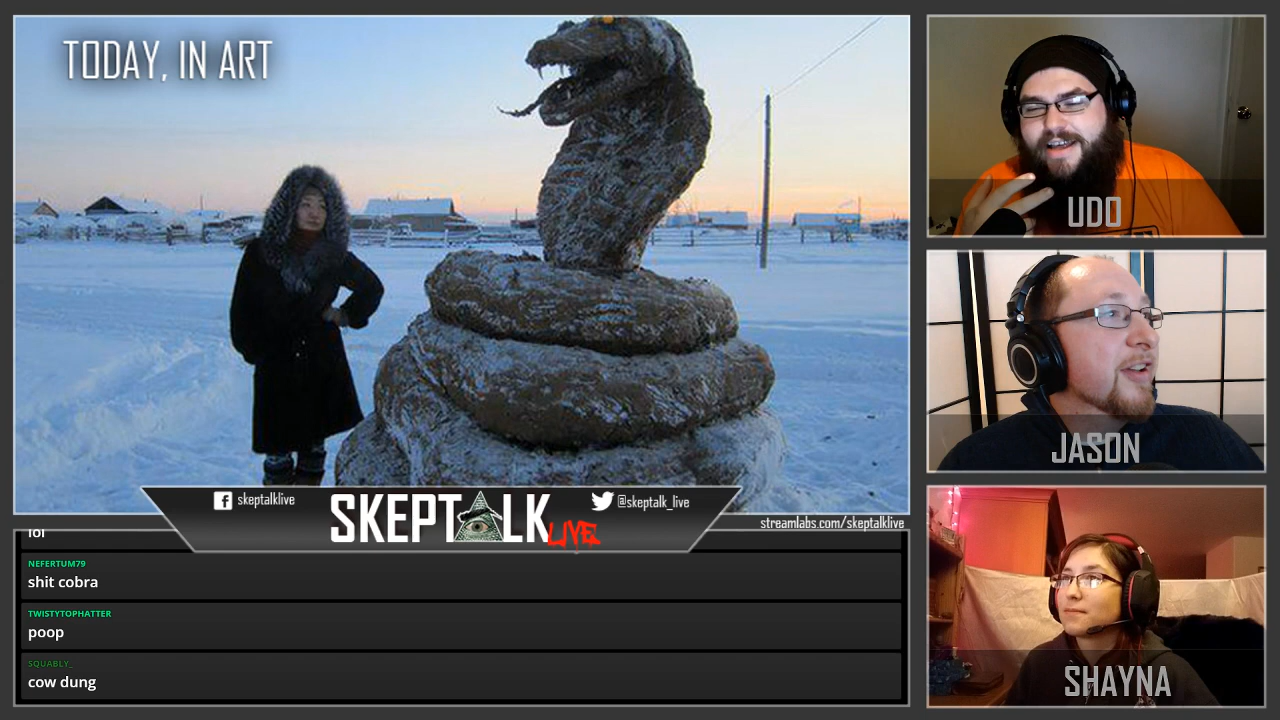 TODAY, IN ART
UDO
JASON
SHAYNA
skeptalklive
SKEPTALK
LIVE
@skeptalk_live
streamlabs.com/skeptalklive
lol
NEFERTUM79
shit cobra
TWISTYTOPHATTER
poop
SQUABLY_
cow dung